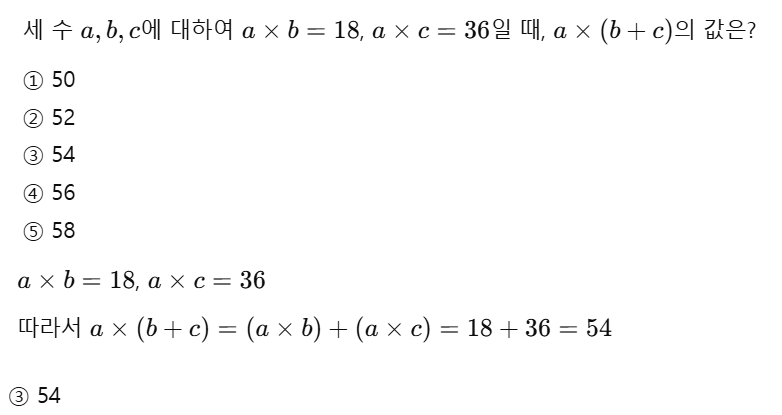 세 수 a, b, c에 대하여 a × b = 18, a × c = 36일 때, a × (b + c)의 값은?
① 50
② 52
③ 54
④ 56
⑤ 58
a × b = 18, a × c = 36
따라서 a × (b + c) = (a × b) + (a × c) = 18 + 36 = 54
③ 54